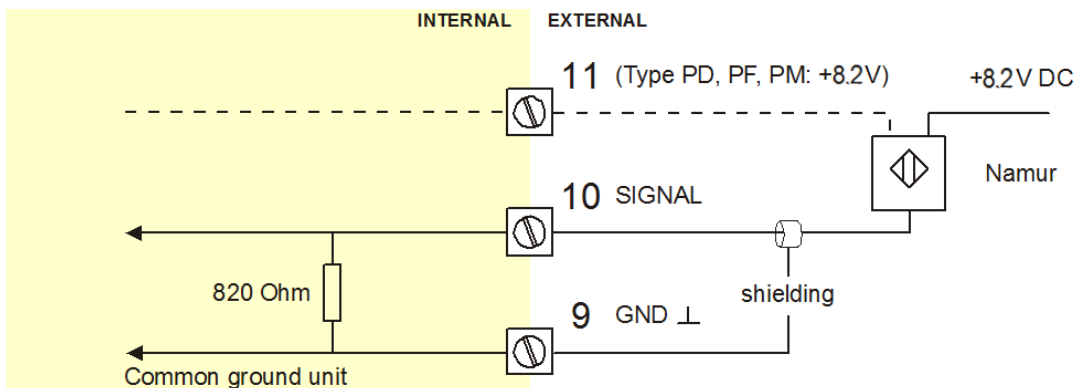 INTERNAL EXTERNAL
11 (Type PD, PF, PM: +8.2V) +8.2V DC
Namur
10 SIGNAL
820 Ohm
shielding
9 GND ⊥
Common ground unit